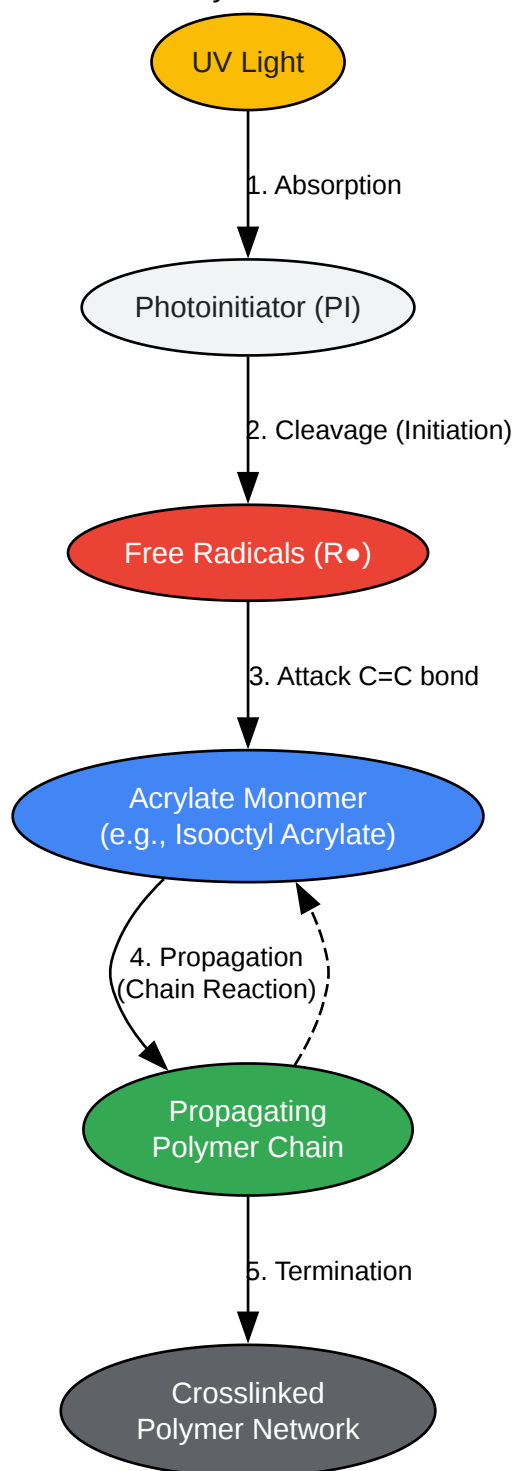 UV Light
1. Absorption
Photoinitiator (PI)
2. Cleavage (Initiation)
Free Radicals (R●)
3. Attack C=C bond
Acrylate Monomer
(e.g., Isooctyl Acrylate)
4. Propagation
(Chain Reaction)
Propagating
Polymer Chain
5. Termination
Crosslinked
Polymer Network